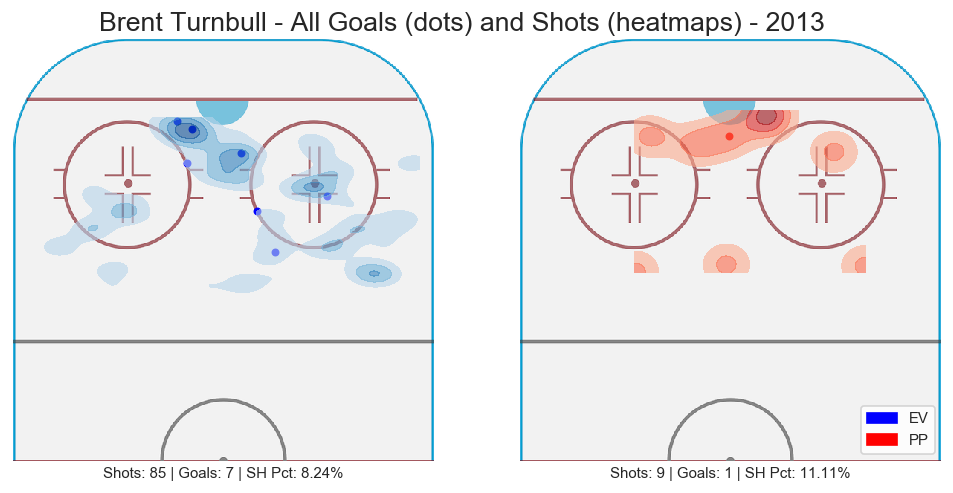 Brent Turnbull - All Goals (dots) and Shots (heatmaps) - 2013
EV
PP
Shots: 85 | Goals: 7 | SH Pct: 8.24%
Shots: 9 | Goals: 1 | SH Pct: 11.11%